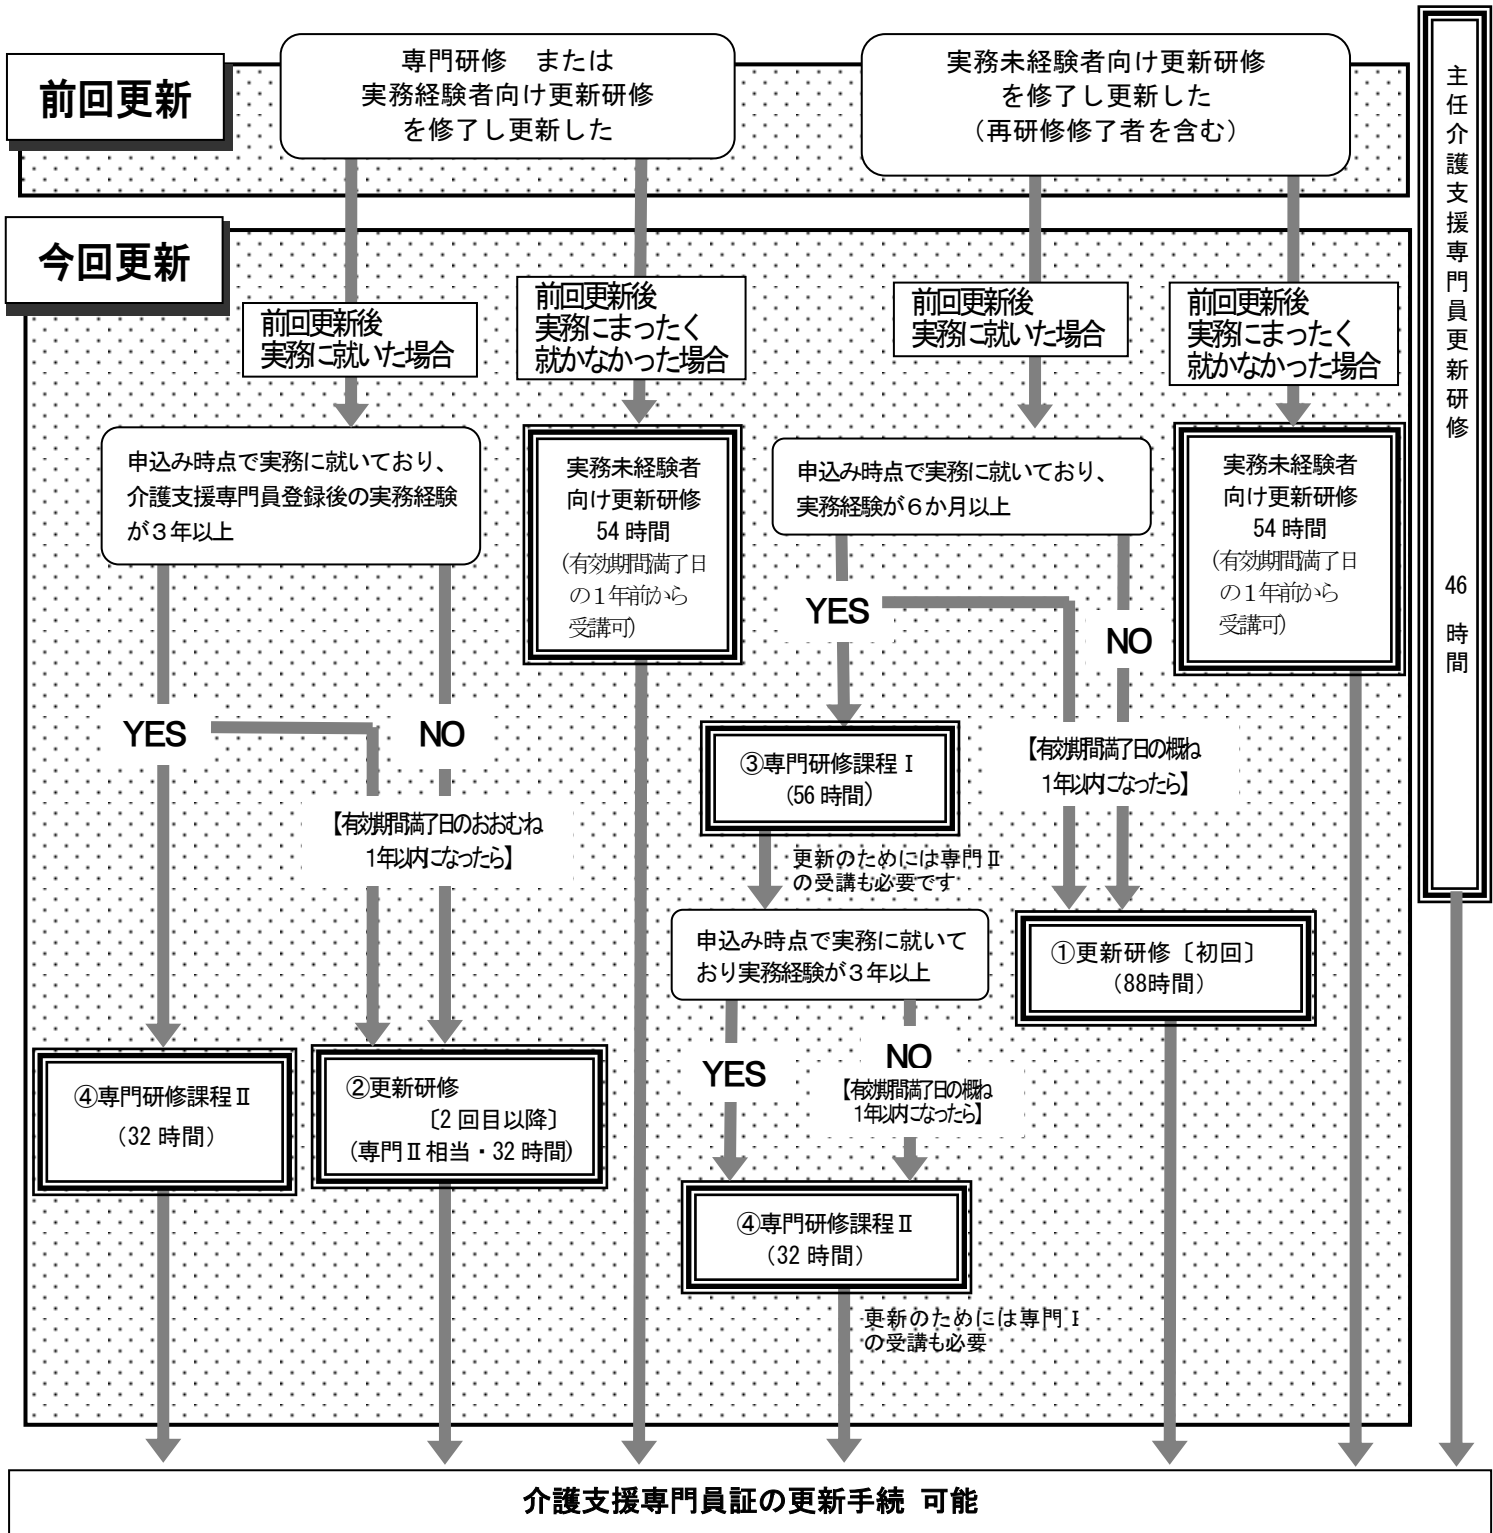 前回更新
専門研修　または
実務経験者向け更新研修
を修了し更新した
実務未経験者向け更新研修
を修了し更新した
（再研修修了者を含む）
主任介護支援専門員更新研修 46 時間
今回更新
前回更新後
実務に就いた場合
前回更新後
実務にまったく
就かなかった場合
前回更新後
実務に就いた場合
前回更新後
実務にまったく
就かなかった場合
申込み時点で実務に就いており、
介護支援専門員登録後の実務経験
が３年以上
実務未経験者
向け更新研修
54 時間
（有効期間満了日
の１年前から
受講可）
申込み時点で実務に就いており、
実務経験が６か月以上
実務未経験者
向け更新研修
54 時間
（有効期間満了日
の１年前から
受講可）
YES
NO
YES
NO
【有効期間満了日のおおむね
1年以内になったら】
③専門研修課程Ⅰ
（56 時間）
【有効期間満了日の概ね
1年以内になったら】
更新のためには専門Ⅱ
の受講も必要です
申込み時点で実務に就いて
おり実務経験が３年以上
①更新研修〔初回〕
（88時間）
YES
NO
【有効期間満了日の概ね
1年以内になったら】
④専門研修課程Ⅱ
（32 時間）
②更新研修
〔2 回目以降〕
（専門Ⅱ相当・32 時間）
④専門研修課程Ⅱ
（32 時間）
更新のためには専門Ⅰ
の受講も必要
介護支援専門員証の更新手続 可能